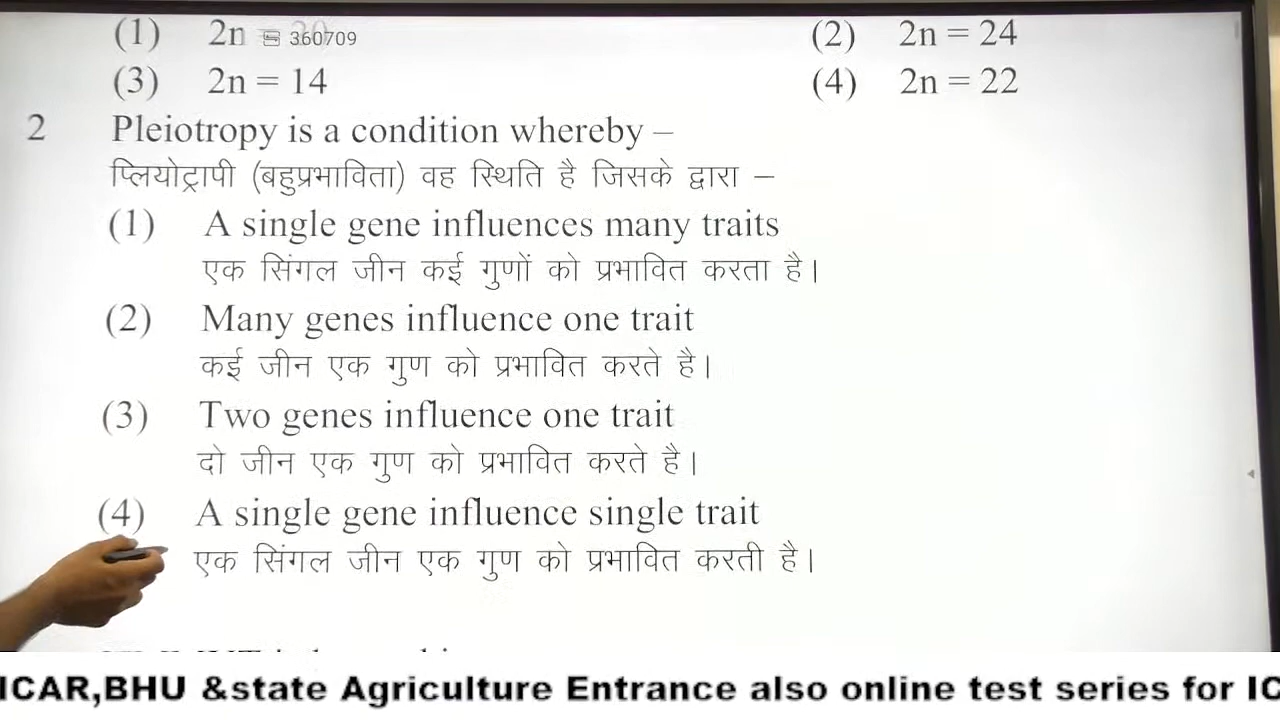 (1) 2n = 20 (2) 2n = 24
360709
(3) 2n = 14 (4) 2n = 22
2 Pleiotropy is a condition whereby –
प्लियोट्रापी (बहुप्रभाविता) वह स्थिति है जिसके द्वारा –
(1) A single gene influences many traits
एक सिंगल जीन कई गुणों को प्रभावित करता है।
(2) Many genes influence one trait
कई जीन एक गुण को प्रभावित करते है।
(3) Two genes influence one trait
दो जीन एक गुण को प्रभावित करते है।
(4) A single gene influence single trait
एक सिंगल जीन एक गुण को प्रभावित करती है।
ICAR,BHU &state Agriculture Entrance also online test series for IC